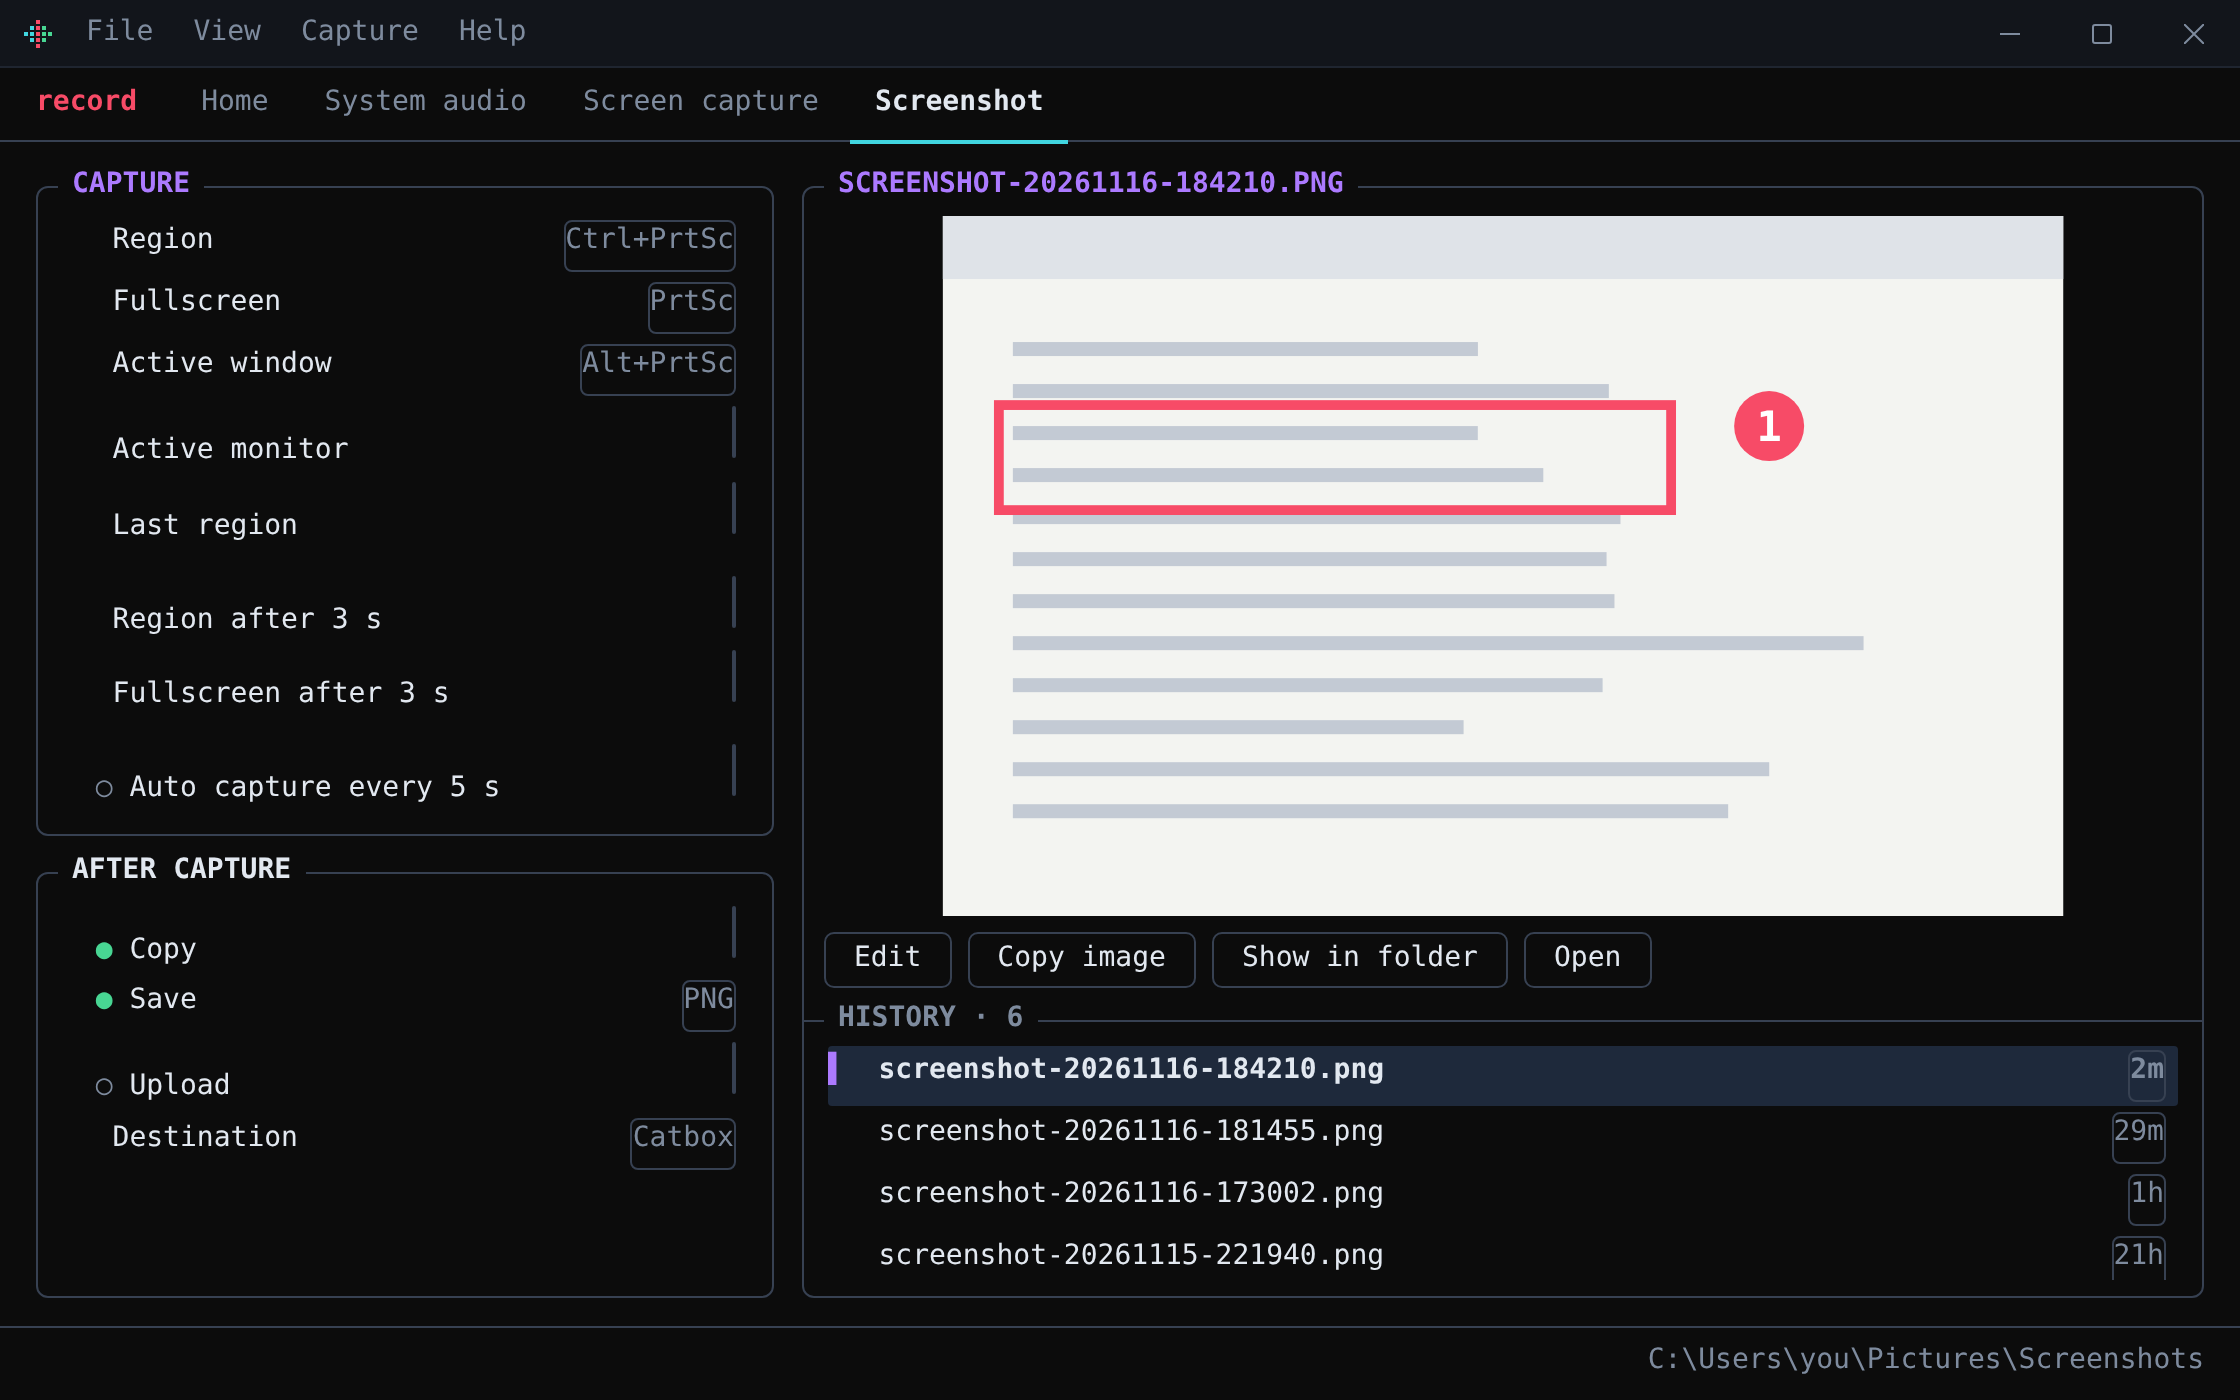 File View Capture Help
record Home System audio Screen capture Screenshot
CAPTURE
Region Ctrl+PrtSc
Fullscreen PrtSc
Active window Alt+PrtSc
Active monitor
Last region
Region after 3 s
Fullscreen after 3 s
Auto capture every 5 s
AFTER CAPTURE
Copy
Save PNG
Upload
Destination Catbox
SCREENSHOT-20261116-184210.PNG
1
Edit Copy image Show in folder Open
HISTORY · 6
screenshot-20261116-184210.png 2m
screenshot-20261116-181455.png 29m
screenshot-20261116-173002.png 1h
screenshot-20261115-221940.png 21h
C:\Users\you\Pictures\Screenshots